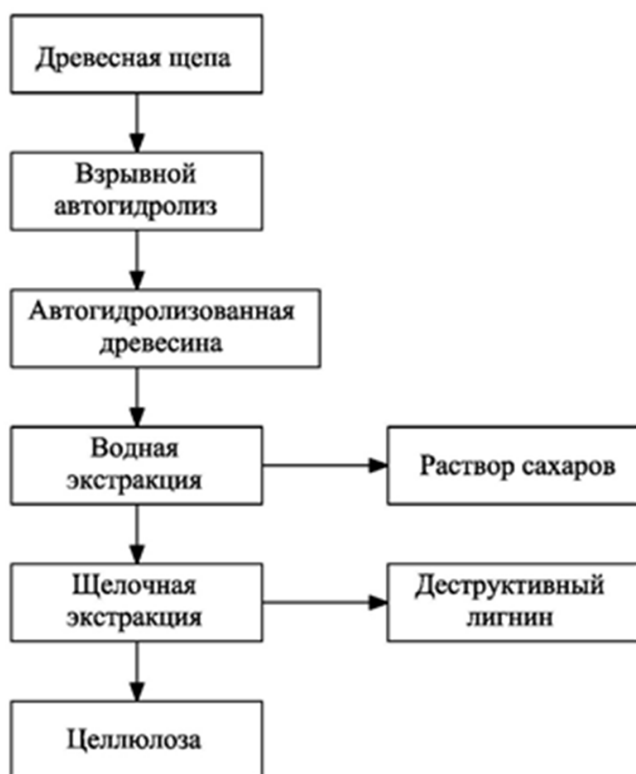 Древесная щепа
Взрывной
автогидролиз
Автогидролизованная
древесина
Водная
экстракция
Раствор сахаров
Щелочная
экстракция
Деструктивный
лигнин
Целлюлоза